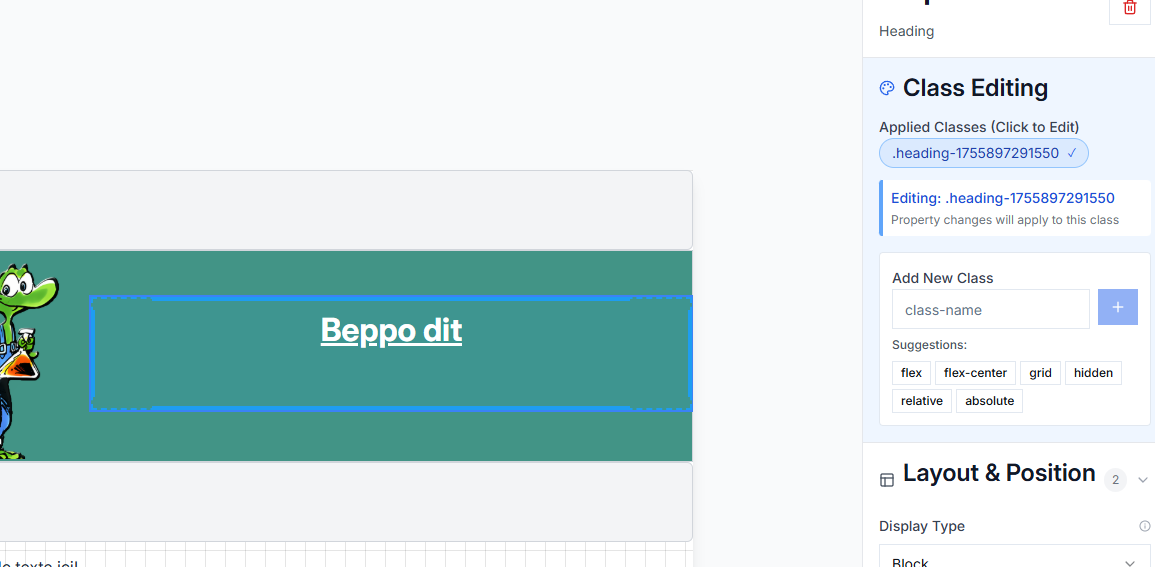 Heading
Class Editing
Applied Classes (Click to Edit)
.heading-1755897291550 ✓
Editing: .heading-1755897291550
Property changes will apply to this class
Add New Class
class-name
+
Suggestions:
flex flex-center grid hidden
relative absolute
Beppo dit
Layout & Position 2
Display Type
Block
texte ici!